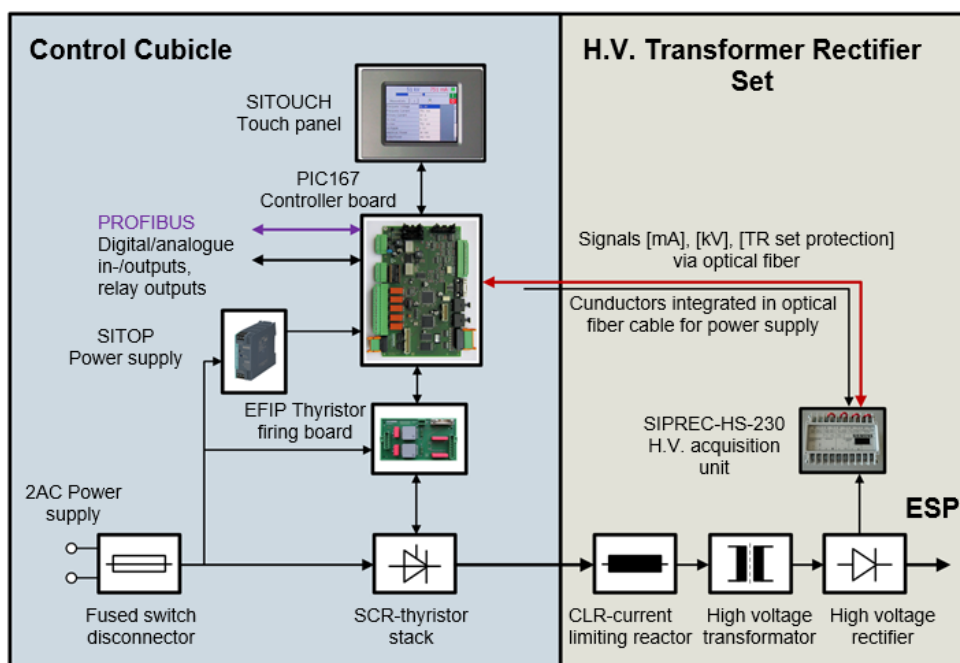 Control Cubicle
H.V. Transformer Rectifier
Set
SITOUCH
Touch panel
PIC167
Controller board
PROFIBUS
Digital/analogue
in-/outputs,
relay outputs
Signals [mA], [kV], [TR set protection]
via optical fiber
Cunductors integrated in optical
fiber cable for power supply
SITOP
Power supply
EFIP Thyristor
firing board
SIPREC-HS-230
H.V. acquisition
unit
2AC Power
supply
ESP
Fused switch
disconnector
SCR-thyristor
stack
CLR-current
limiting reactor
High voltage
transformator
High voltage
rectifier